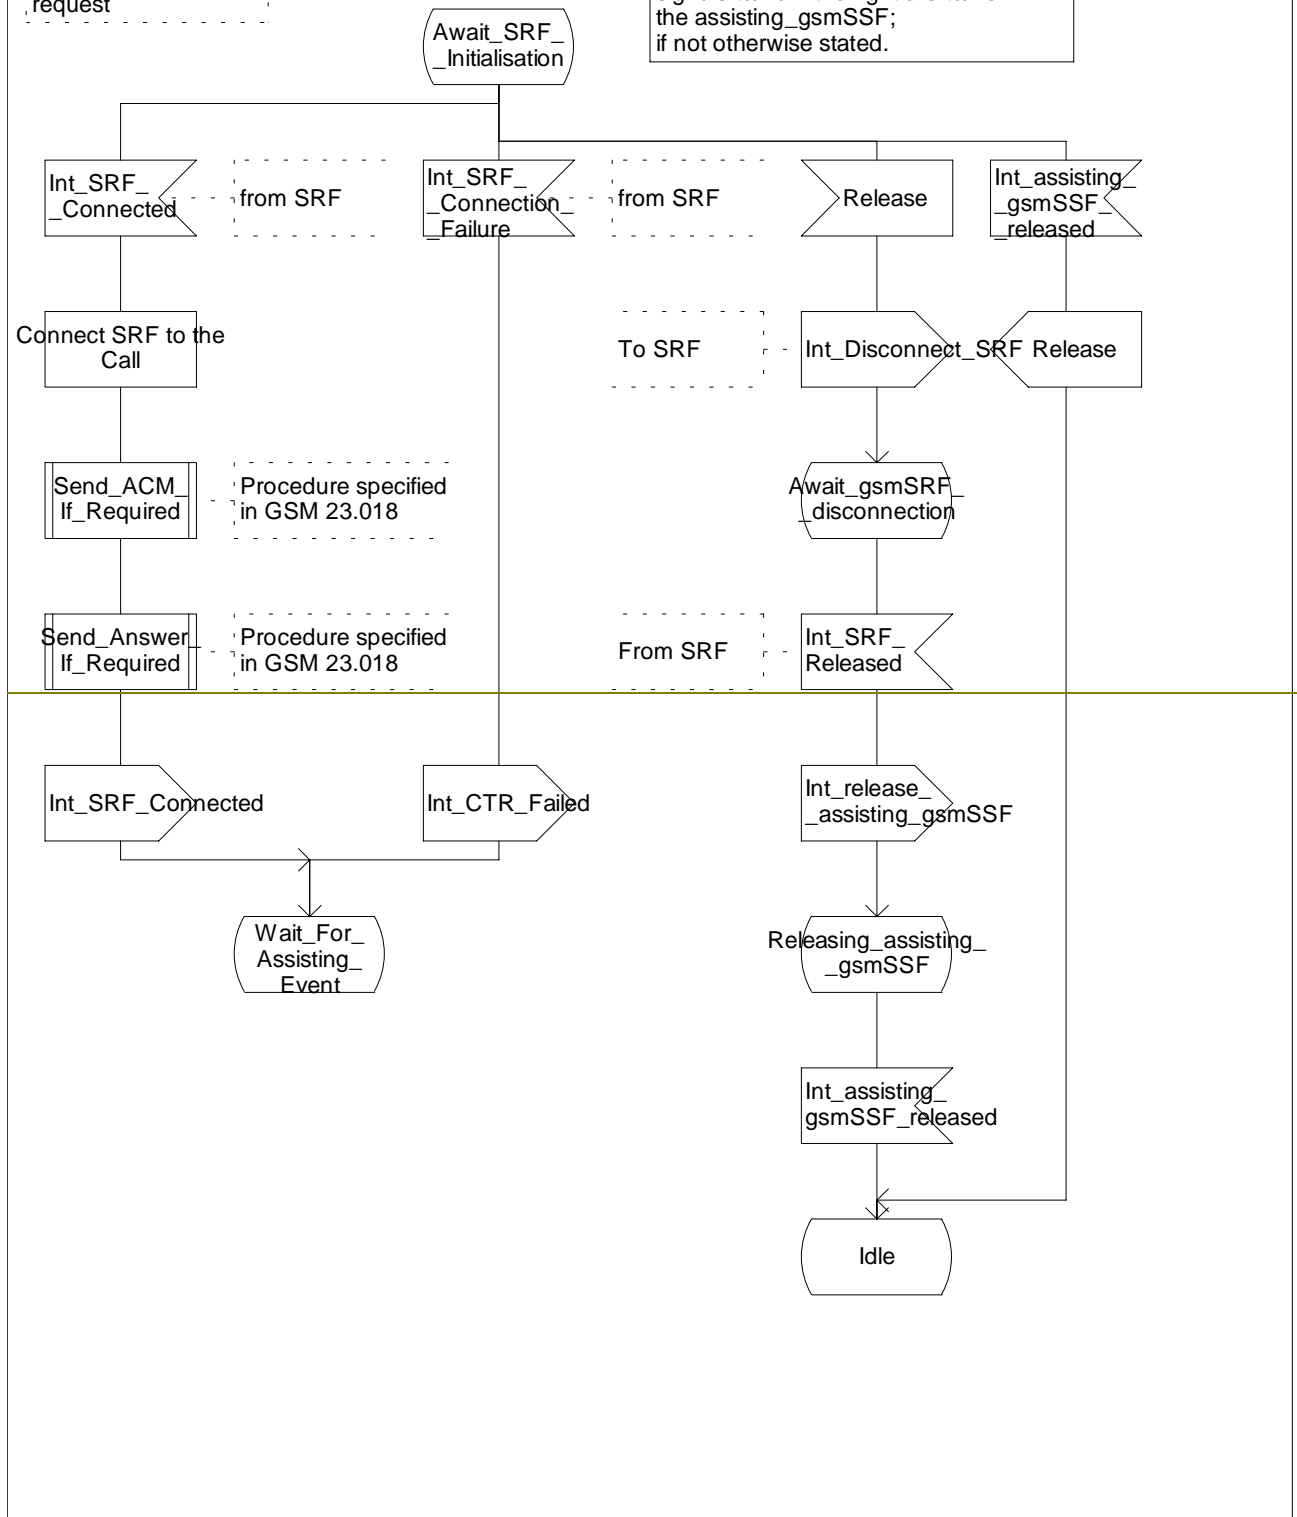 request
the assisting_gsmSSF;
if not otherwise stated.
Await_SRF_
_Initialisation
Int_SRF_
_Connected
from SRF
Int_SRF_
_Connection_
_Failure
from SRF
Release
Int_assisting_
_gsmSSF_
_released
Connect SRF to the
Call
To SRF
Int_Disconnect_SRF
Release
Send_ACM_
If_Required
Procedure specified
in GSM 23.018
Await_gsmSRF_
_disconnection
Send_Answer_
If_Required
Procedure specified
in GSM 23.018
From SRF
Int_SRF_
Released
Int_SRF_Connected
Int_CTR_Failed
Int_release_
_assisting_gsmSSF
Wait_For_
Assisting_
Event
Releasing_assisting_
_gsmSSF
Int_assisting_
gsmSSF_released
Idle